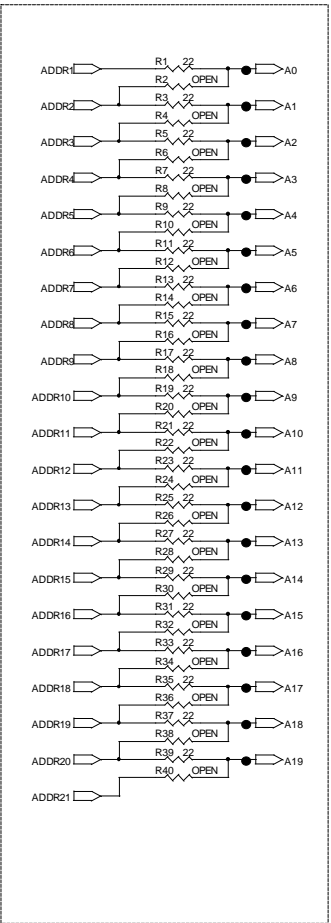 R1 22
ADDR1 A0
R2 OPEN
R3 22
ADDR2 A1
R4 OPEN
R5 22
ADDR3 A2
R6 OPEN
R7 22
ADDR4 A3
R8 OPEN
R9 22
ADDR5 A4
R10 OPEN
R11 22
ADDR6 A5
R12 OPEN
R13 22
ADDR7 A6
R14 OPEN
R15 22
ADDR8 A7
R16 OPEN
R17 22
ADDR9 A8
R18 OPEN
R19 22
ADDR10 A9
R20 OPEN
R21 22
ADDR11 A10
R22 OPEN
R23 22
ADDR12 A11
R24 OPEN
R25 22
ADDR13 A12
R26 OPEN
R27 22
ADDR14 A13
R28 OPEN
R29 22
ADDR15 A14
R30 OPEN
R31 22
ADDR16 A15
R32 OPEN
R33 22
ADDR17 A16
R34 OPEN
R35 22
ADDR18 A17
R36 OPEN
R37 22
ADDR19 A18
R38 OPEN
R39 22
ADDR20 A19
R40 OPEN
ADDR21